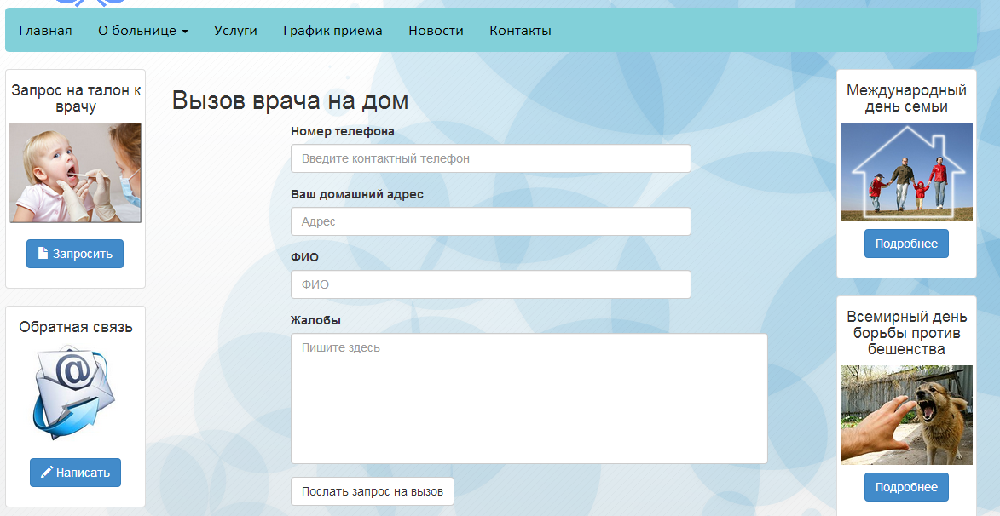 Главная О больнице Услуги График приема Новости Контакты
Запрос на талон к
врачу
Запросить
Обратная связь
@
Написать
Вызов врача на дом
Номер телефона
Введите контактный телефон
Ваш домашний адрес
Адрес
ФИО
ФИО
Жалобы
Пишите здесь
Послать запрос на вызов
Международный
день семьи
Подробнее
Всемирный день
борьбы против
бешенства
Подробнее